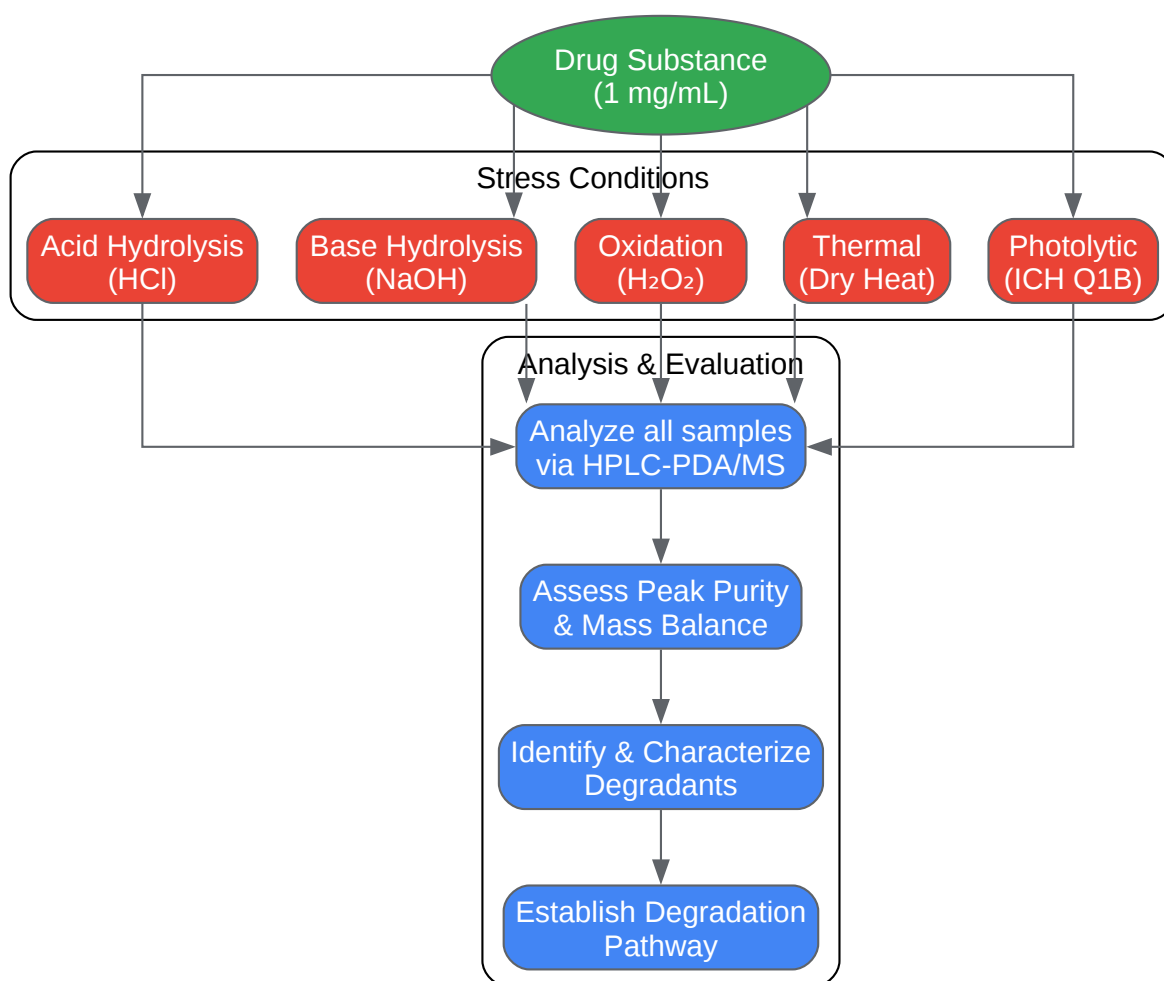 Drug Substance
(1 mg/mL)
Stress Conditions
Acid Hydrolysis
(HCl)
Base Hydrolysis
(NaOH)
Oxidation
(H₂O₂)
Thermal
(Dry Heat)
Photolytic
(ICH Q1B)
Analysis & Evaluation
Analyze all samples
via HPLC-PDA/MS
Assess Peak Purity
& Mass Balance
Identify & Characterize
Degradants
Establish Degradation
Pathway